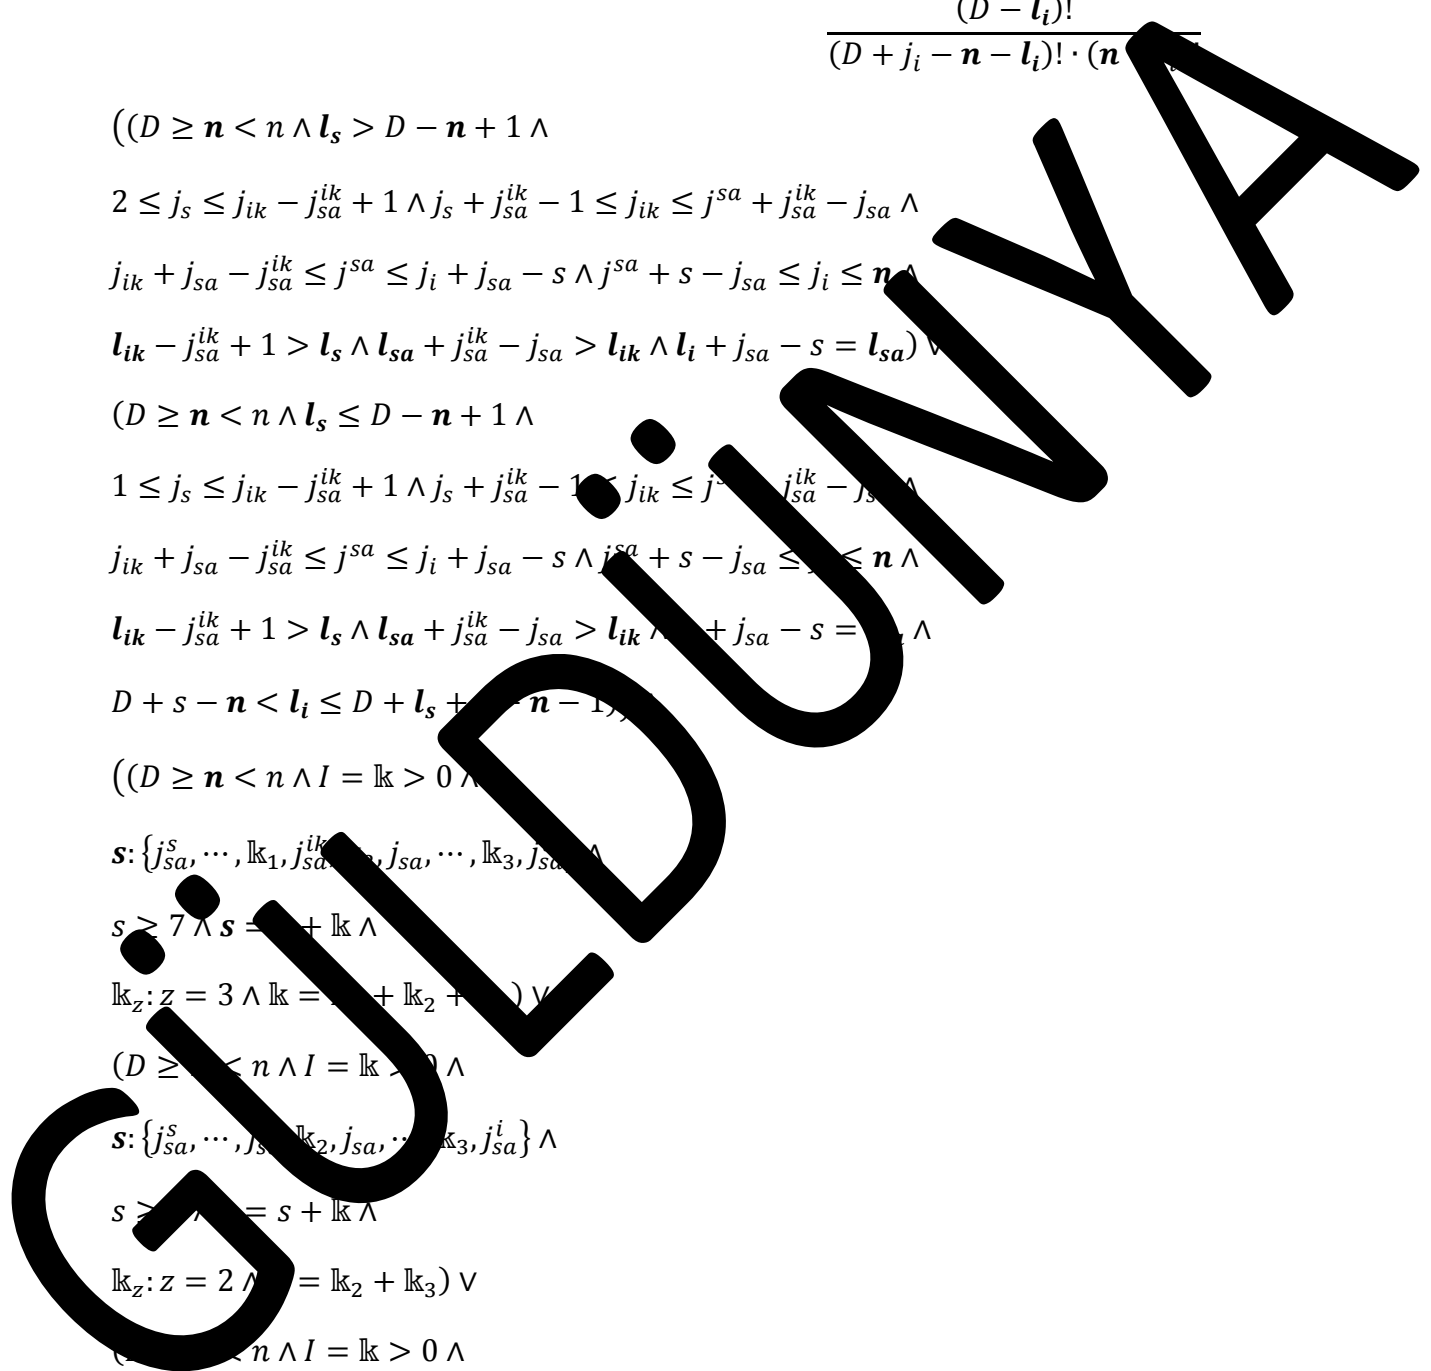 (D − l_i)!
(D + j_i − n − l_i)! · (n
((D ≥ n < n ∧ l_s > D − n + 1 ∧
2 ≤ j_s ≤ j_ik − j_sa^ik + 1 ∧ j_s + j_sa^ik − 1 ≤ j_ik ≤ j^sa + j_sa^ik − j_sa ∧
j_ik + j_sa − j_sa^ik ≤ j^sa ≤ j_i + j_sa − s ∧ j^sa + s − j_sa ≤ j_i ≤ n ∧
l_ik − j_sa^ik + 1 > l_s ∧ l_sa + j_sa^ik − j_sa > l_ik ∧ l_i + j_sa − s = l_sa) ∨
(D ≥ n < n ∧ l_s ≤ D − n + 1 ∧
1 ≤ j_s ≤ j_ik − j_sa^ik + 1 ∧ j_s + j_sa^ik − 1 ≤ j_ik ≤ j_sa^ik − ∧
j_ik + j_sa − j_sa^ik ≤ j^sa ≤ j_i + j_sa − s ∧ j^sa + s − j_sa ≤ ≤ n ∧
l_ik − j_sa^ik + 1 > l_s ∧ l_sa + j_sa^ik − j_sa > l_ik ∧ + j_sa − s = ∧
D + s − n < l_i ≤ D + l_s + n − 1)
((D ≥ n < n ∧ I = 𝕜 > 0 ∧
s: {j_sa^s, ⋯, 𝕜_1, j_sa^ik, j_sa, ⋯, 𝕜_3, ∧
s ≥ 7 ∧ s = + 𝕜 ∧
𝕜_z: z = 3 ∧ 𝕜 = + 𝕜_2 + ) ∨
(D ≥ < n ∧ I = 𝕜 > 0 ∧
s: {j_sa^s, ⋯, 𝕜_2, j_sa, ⋯ 𝕜_3, j_sa^i} ∧
s ≥ = s + 𝕜 ∧
𝕜_z: z = 2 ∧ = 𝕜_2 + 𝕜_3) ∨
( < n ∧ I = 𝕜 > 0 ∧
GÜLDÜNYA